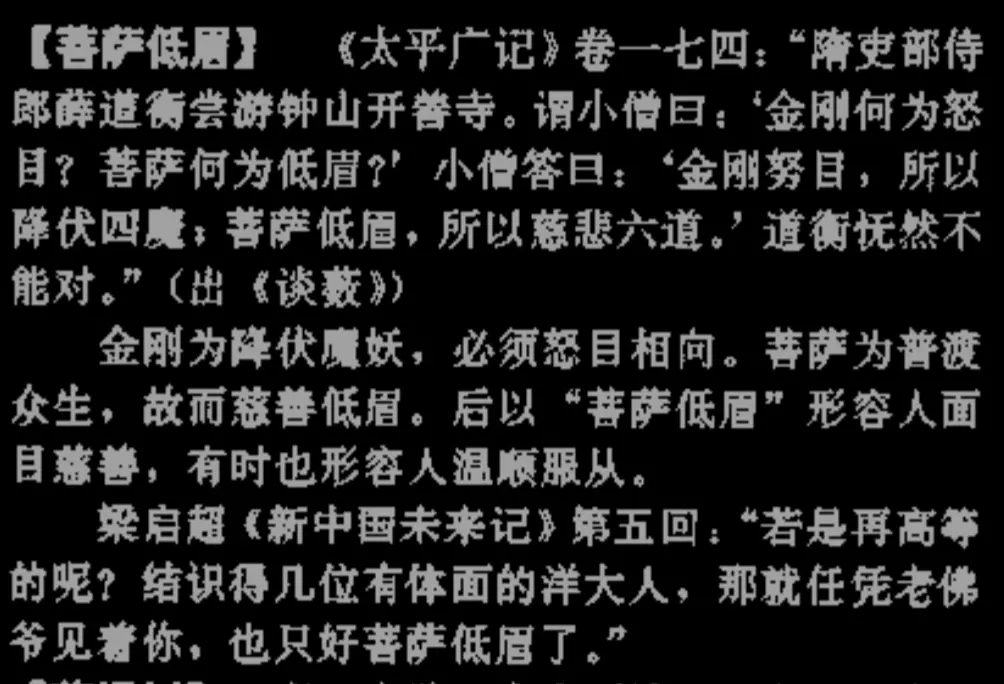 【菩萨低眉】 《太平广记》卷一七四：“隋吏部侍
郎薛道衡尝游钟山开善寺。谓小僧曰：‘金刚何为怒
目？菩萨何为低眉？’小僧答曰：‘金刚努目，所以
降伏四魔；菩萨低眉，所以慈悲六道。’道衡怃然不
能对。”（出《谈薮》）
金刚为降伏魔妖，必须怒目相向。菩萨为普渡
众生，故而慈善低眉。后以“菩萨低眉”形容人面
目慈善，有时也形容人温顺服从。
梁启超《新中国未来记》第五回：“若是再高等
的呢？结识得几位有体面的洋大人，那就任凭老佛
爷见着你，也只好菩萨低眉了。”